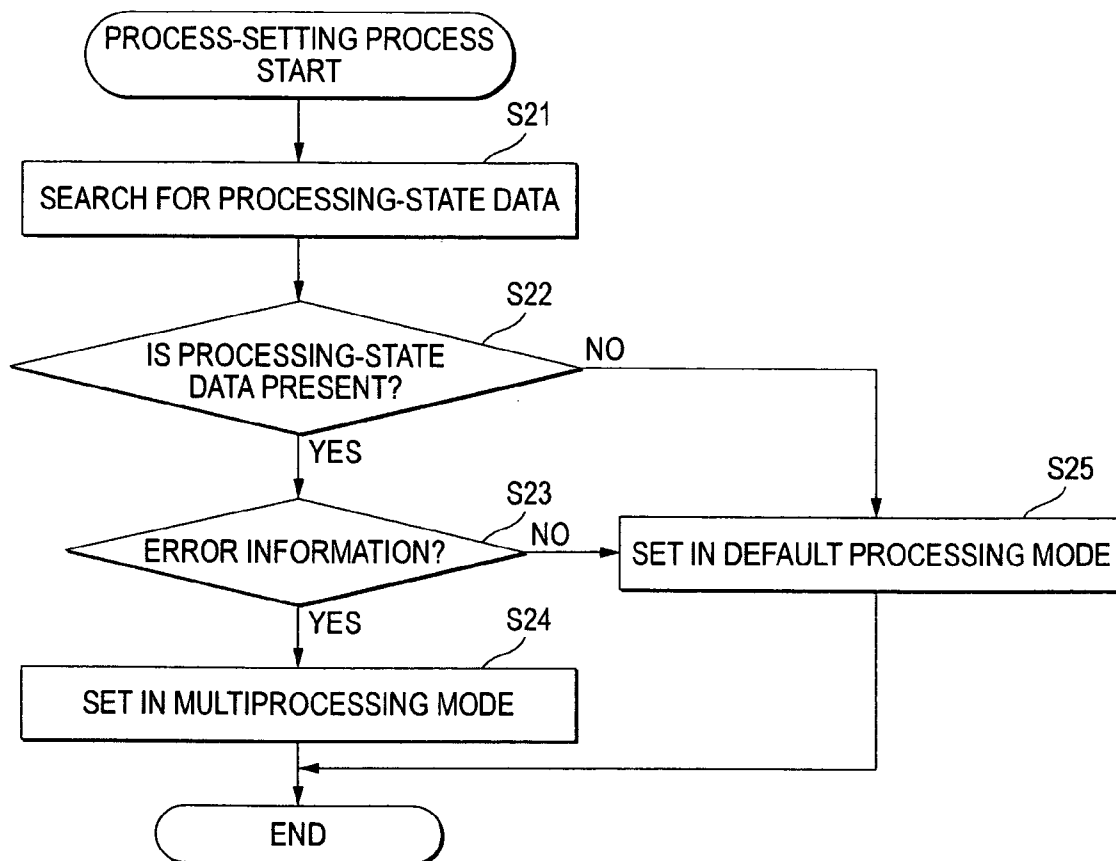 PROCESS-SETTING PROCESS
START
S21
SEARCH FOR PROCESSING-STATE DATA
S22
IS PROCESSING-STATE
DATA PRESENT?
NO
YES
S23
ERROR INFORMATION?
NO
S25
SET IN DEFAULT PROCESSING MODE
YES
S24
SET IN MULTIPROCESSING MODE
END